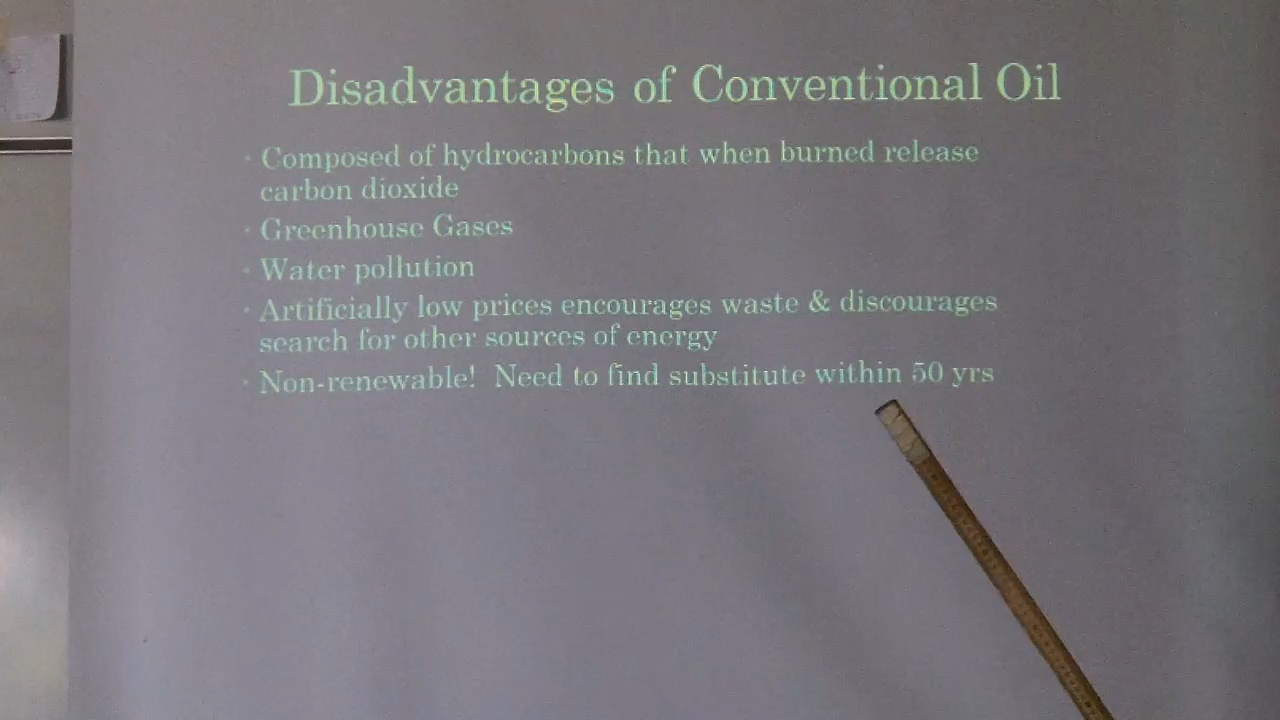 Disadvantages of Conventional Oil
· Composed of hydrocarbons that when burned release
carbon dioxide
· Greenhouse Gases
· Water pollution
· Artificially low prices encourages waste & discourages
search for other sources of energy
· Non-renewable!  Need to find substitute within 50 yrs